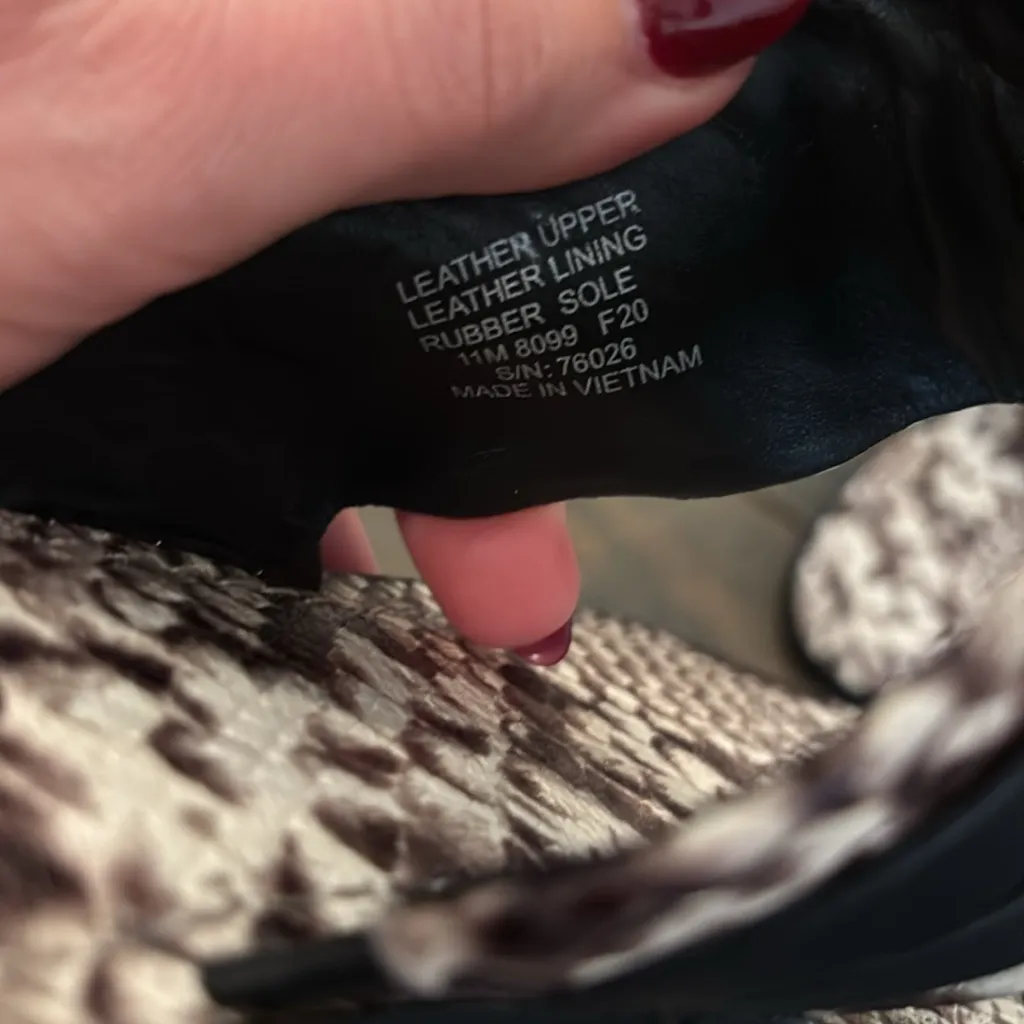 LEATHER UPPER
LEATHER LINING
RUBBER SOLE
11M 8099 F20
S/N: 76026
MADE IN VIETNAM